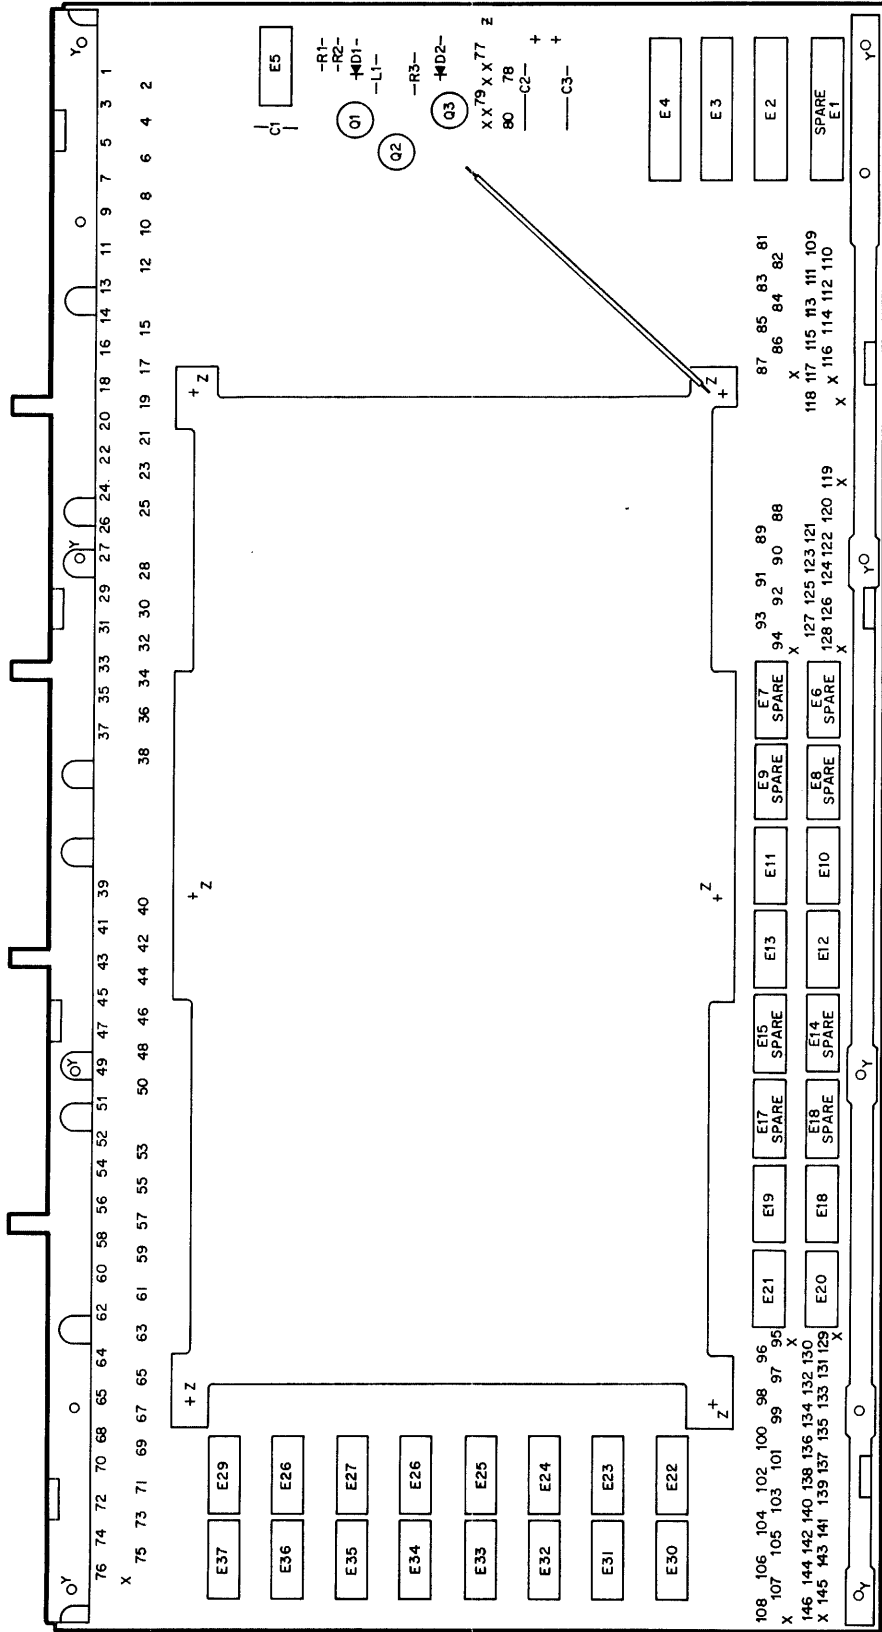 Y
1
3
5
7
9
11
13
14
16
18
20
22
24.
26
27
Y
29
31
33
35
37
39
41
43
45
47
49
Y
51
52
54
56
58
60
62
64
65
68
70
72
74
76
Y
X
2
4
6
8
10
12
15
17
19
21
23
25
28
30
32
34
36
38
40
42
44
46
48
50
53
55
57
59
61
63
65
67
69
71
73
75
E5
C1
-R1-
-R2-
D1-
-L1-
Q1
Q2
-R3-
D2-
Q3
Z
X X 79 X X 77
80 78
C2- +
C3- +
E4
E3
E2
SPARE
E1
Y
+ Z
Z +
+ Z
Z +
+ Z
Z +
87 85 83 81
86 84 82
X
118 117 115 113 111 109
X 116 114 112 110
X
93 91 89
94 92 90 88
X
127 125 123 121
128 126 124 122 120 119
X X
Y
E7
SPARE
E6
SPARE
E9
SPARE
E8
SPARE
E11
E10
E13
E12
E15
SPARE
E14
SPARE
E17
SPARE
E18
SPARE
E19
E18
E21
E20
Y
108 106 104 102 100 98 96
107 105 103 101 99 97 95
X X
146 144 142 140 138 136 134 132 130
X 145 143 141 139 137 135 133 131 129
X
Y
E29
E26
E27
E26
E25
E24
E23
E22
E37
E36
E35
E34
E33
E32
E31
E30